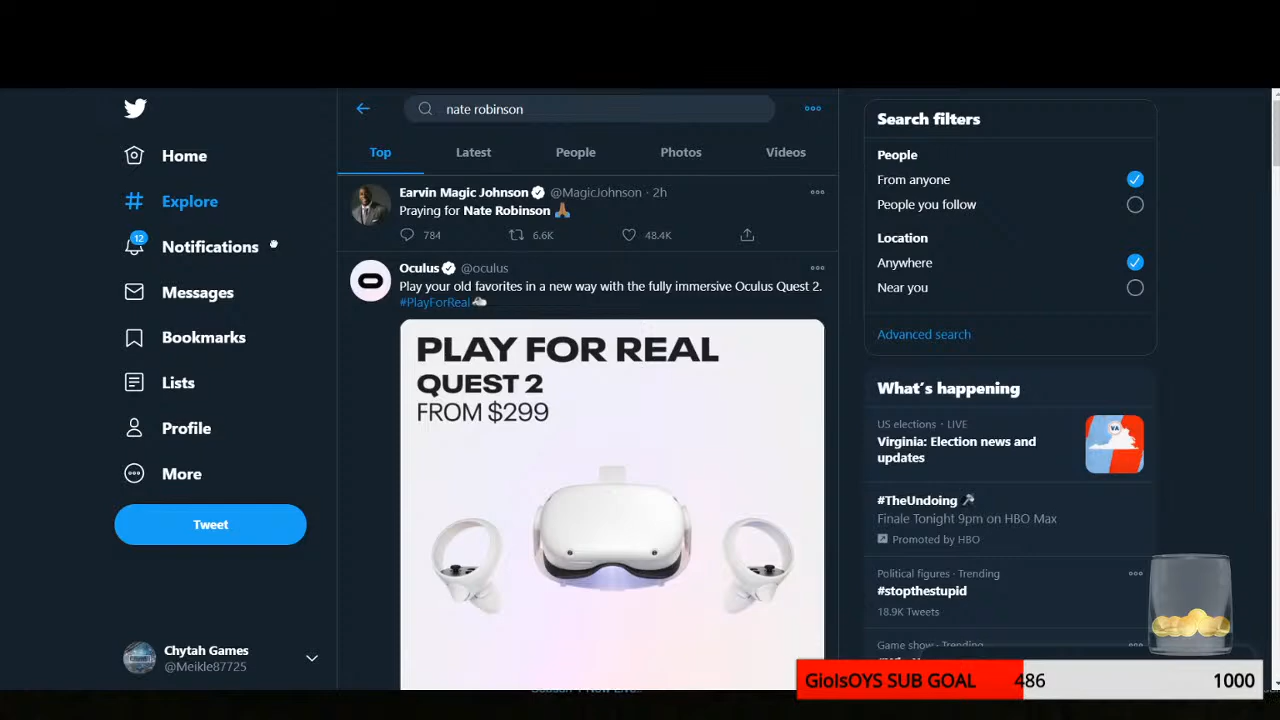 nate robinson
Home
Explore
12
Notifications
Messages
Bookmarks
Lists
Profile
More
Tweet
Chytah Games
@Meikle87725
Top Latest People Photos Videos
Earvin Magic Johnson @MagicJohnson · 2h
Praying for Nate Robinson
784 6.6K 48.4K
Oculus @oculus
Play your old favorites in a new way with the fully immersive Oculus Quest 2.
#PlayForReal
PLAY FOR REAL
QUEST 2
FROM $299
Search filters
People
From anyone
People you follow
Location
Anywhere
Near you
Advanced search
What's happening
US elections · LIVE
Virginia: Election news and
updates
VA
#TheUndoing
Finale Tonight 9pm on HBO Max
Promoted by HBO
Political figures · Trending
#stopthestupid
18.9K Tweets
Game show · Trending
GioIsOYS SUB GOAL 486 1000